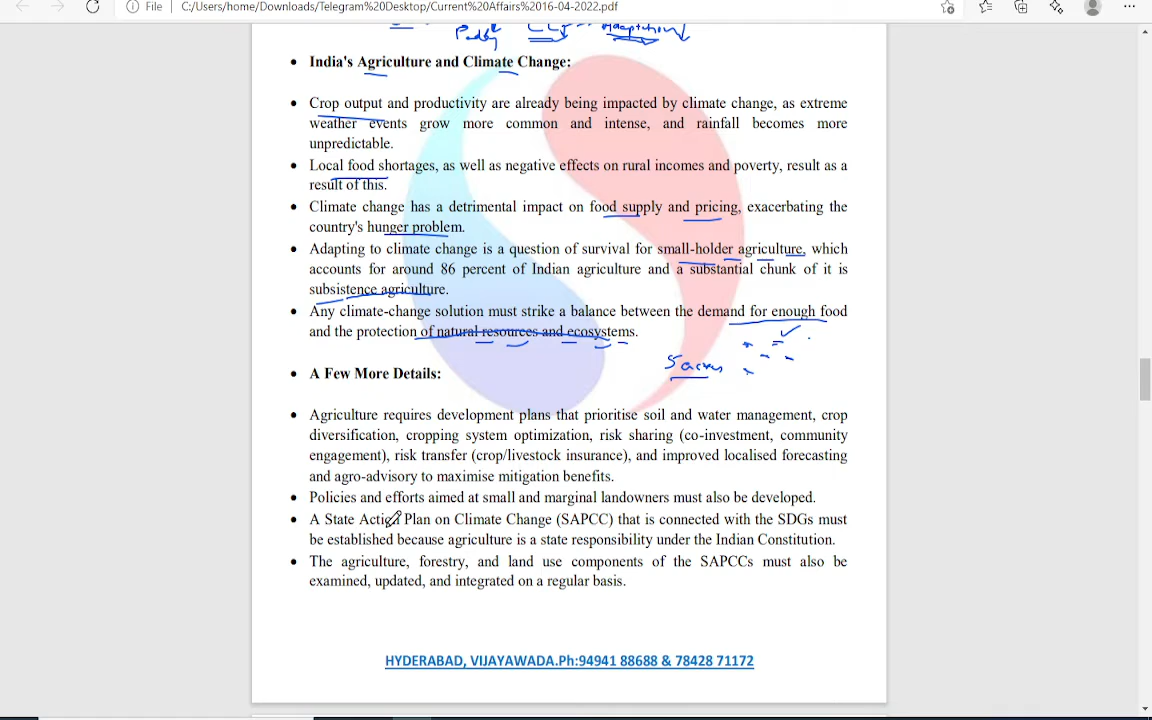 File
C:/Users/home/Downloads/Telegram%20Desktop/Current%20Affairs%2016-04-2022.pdf
Paddy Adaptation
• India's Agriculture and Climate Change:
• Crop output and productivity are already being impacted by climate change, as extreme
weather events grow more common and intense, and rainfall becomes more
unpredictable.
• Local food shortages, as well as negative effects on rural incomes and poverty, result as a
result of this.
• Climate change has a detrimental impact on food supply and pricing, exacerbating the
country's hunger problem.
• Adapting to climate change is a question of survival for small-holder agriculture, which
accounts for around 86 percent of Indian agriculture and a substantial chunk of it is
subsistence agriculture.
• Any climate-change solution must strike a balance between the demand for enough food
and the protection of natural resources and ecosystems.
5 acres
• A Few More Details:
• Agriculture requires development plans that prioritise soil and water management, crop
diversification, cropping system optimization, risk sharing (co-investment, community
engagement), risk transfer (crop/livestock insurance), and improved localised forecasting
and agro-advisory to maximise mitigation benefits.
• Policies and efforts aimed at small and marginal landowners must also be developed.
• A State Action Plan on Climate Change (SAPCC) that is connected with the SDGs must
be established because agriculture is a state responsibility under the Indian Constitution.
• The agriculture, forestry, and land use components of the SAPCCs must also be
examined, updated, and integrated on a regular basis.
HYDERABAD, VIJAYAWADA.Ph:94941 88688 & 78428 71172